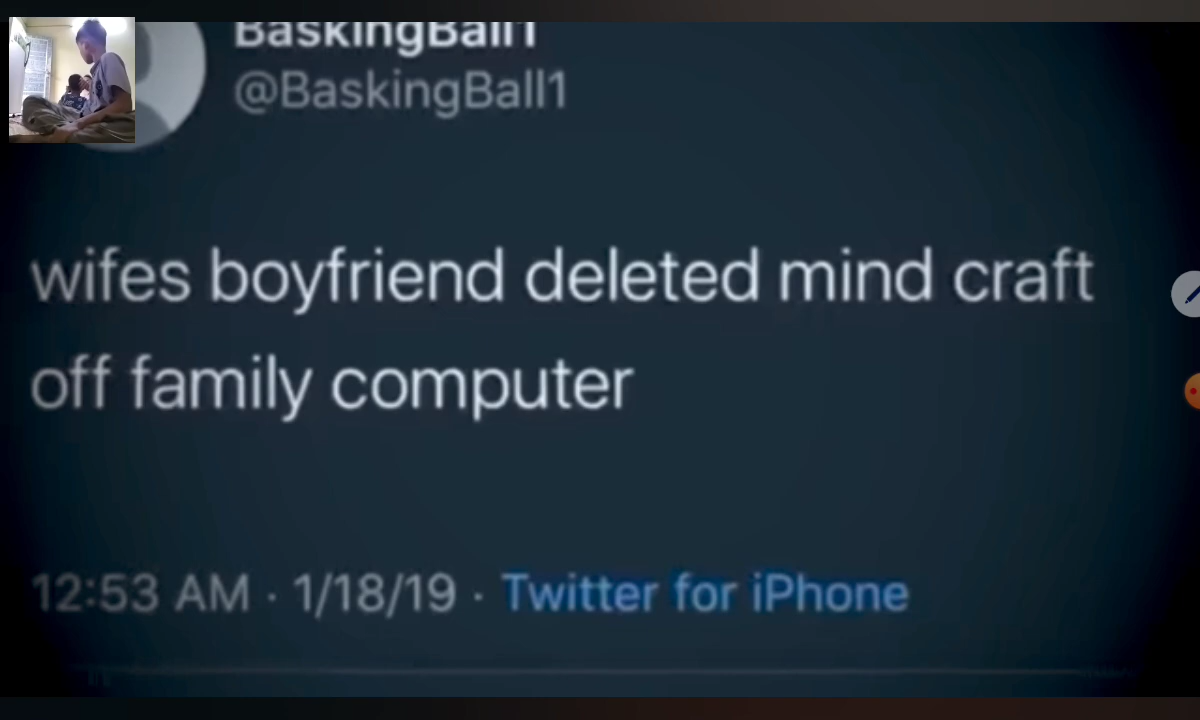 BaskingBall1
@BaskingBall1
wifes boyfriend deleted mind craft
off family computer
12:53 AM · 1/18/19 · Twitter for iPhone